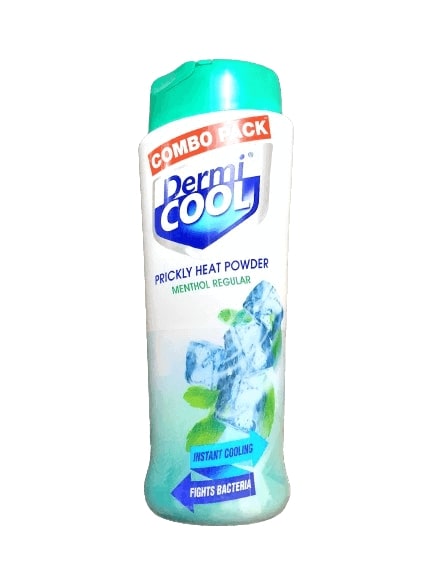 COMBO PACK
Dermi®
COOL
PRICKLY HEAT POWDER
MENTHOL REGULAR
INSTANT COOLING
FIGHTS BACTERIA